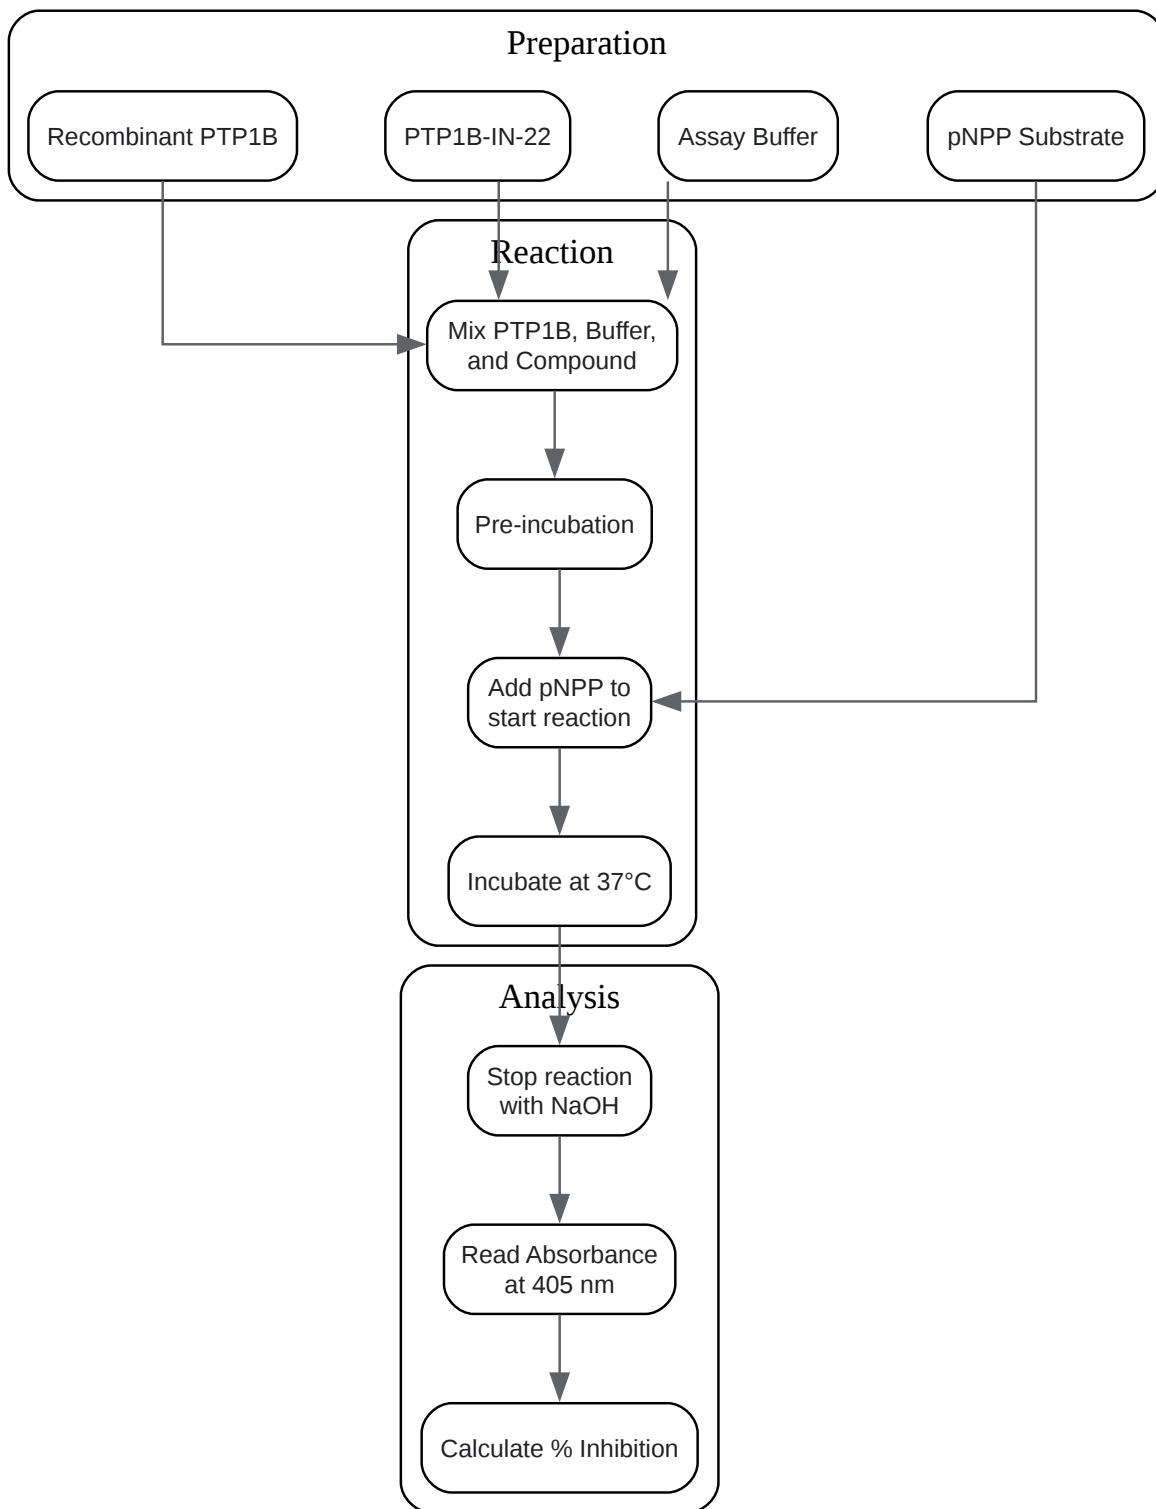 Preparation
Recombinant PTP1B
PTP1B-IN-22
Assay Buffer
pNPP Substrate
Reaction
Mix PTP1B, Buffer,
and Compound
Pre-incubation
Add pNPP to
start reaction
Incubate at 37°C
Analysis
Stop reaction
with NaOH
Read Absorbance
at 405 nm
Calculate % Inhibition